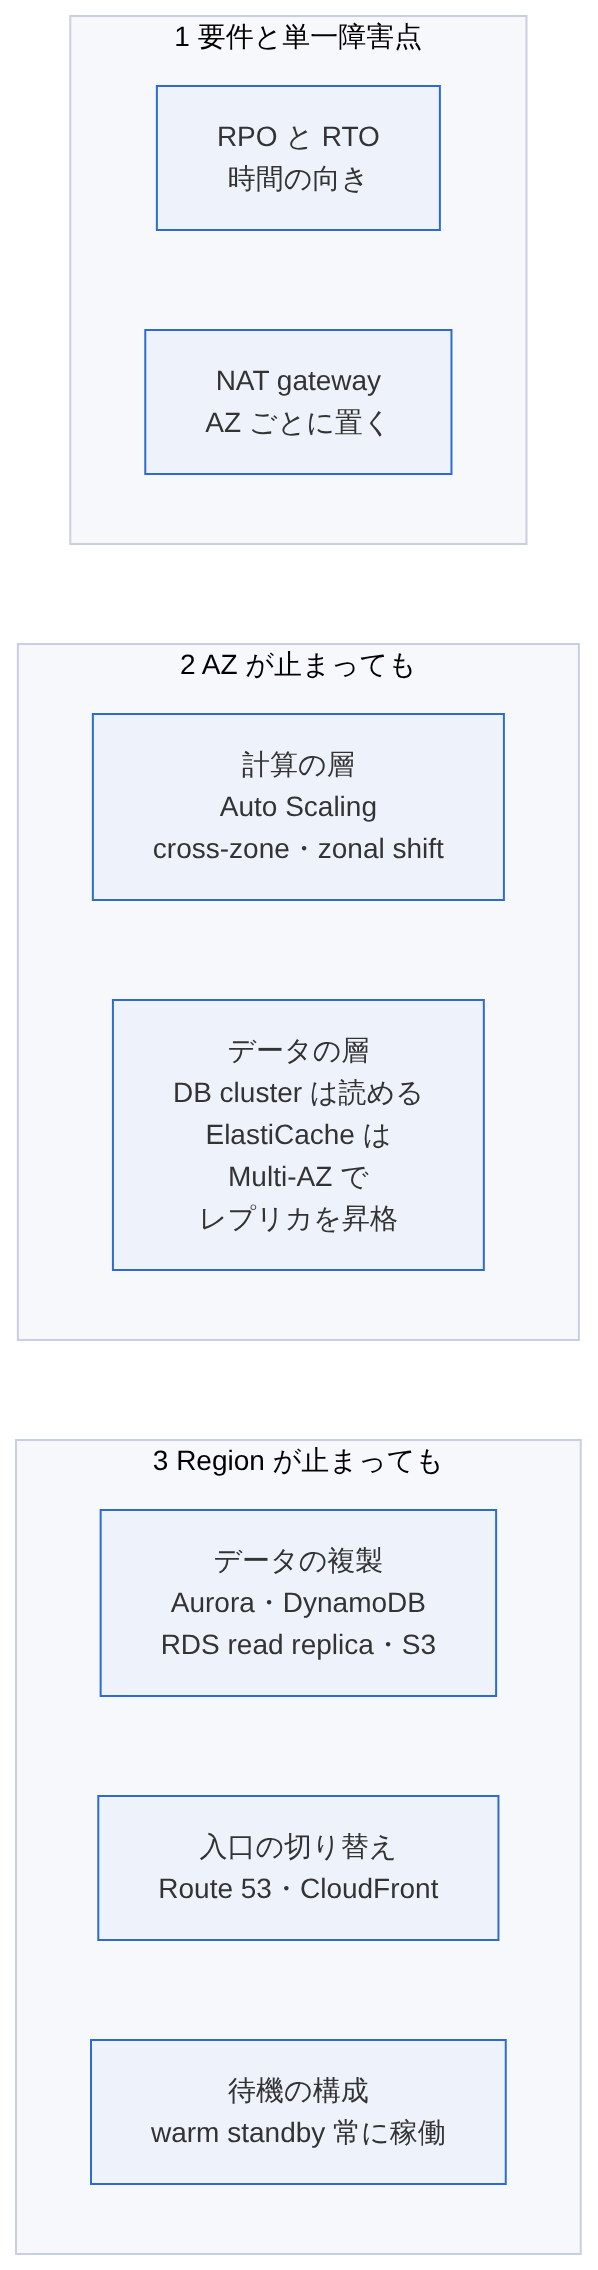 1 要件と単一障害点
RPO と RTO
時間の向き
NAT gateway
AZ ごとに置く
2 AZ が止まっても
計算の層
Auto Scaling
cross-zone・zonal shift
データの層
DB cluster は読める
ElastiCache は
Multi-AZ で
レプリカを昇格
3 Region が止まっても
データの複製
Aurora・DynamoDB
RDS read replica・S3
入口の切り替え
Route 53・CloudFront
待機の構成
warm standby 常に稼働